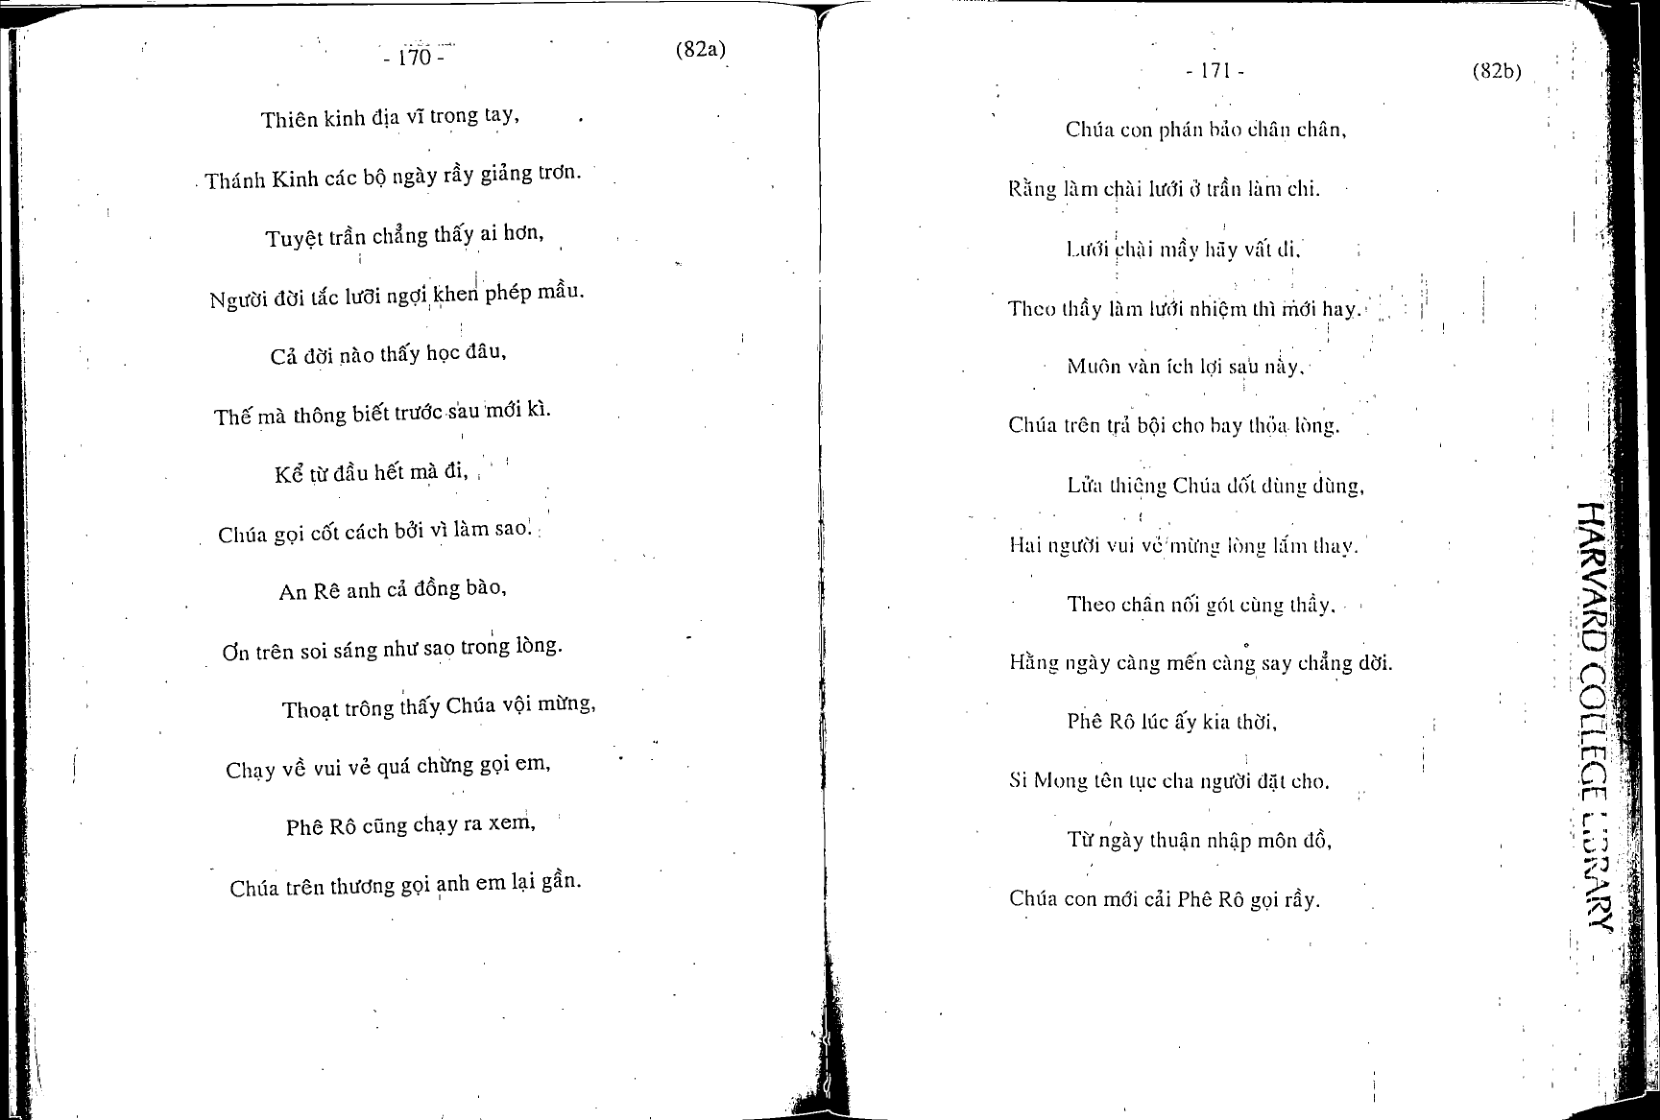 - 170 -
(82a)
Thiên kinh địa vĩ trong tay,
Thánh Kinh các bộ ngày rầy giảng trơn.
Tuyệt trần chẳng thấy ai hơn,
Người đời tắc lưỡi ngợi khen phép mầu.
Cả đời nào thấy học đâu,
Thế mà thông biết trước sau mới kì.
Kể từ đầu hết mà đi,
Chúa gọi cốt cách bởi vì làm sao.
An Rê anh cả đồng bào,
Ơn trên soi sáng như sao trong lòng.
Thoạt trông thấy Chúa vội mừng,
Chạy về vui vẻ quá chừng gọi em,
Phê Rô cũng chạy ra xem,
Chúa trên thương gọi anh em lại gần.
- 171 -
(82b)
Chúa con phán bảo chân chân,
Rằng làm chài lưới ở trần làm chi.
Lưới chài mầy hãy vất đi,
Theo thầy làm lưới nhiệm thì mới hay.
Muôn vàn ích lợi sau nầy,
Chúa trên trả bội cho bay thỏa lòng.
Lửa thiêng Chúa đốt đùng đùng,
Hai người vui vẻ mừng lòng lắm thay.
Theo chân nối gót cùng thầy,
Hằng ngày càng mến càng say chẳng dời.
Phê Rô lúc ấy kia thời,
Si Mong tên tục cha người đặt cho.
Từ ngày thuận nhập môn đồ,
Chúa con mới cải Phê Rô gọi rầy.
HARVARD COLLEGE LIBRARY